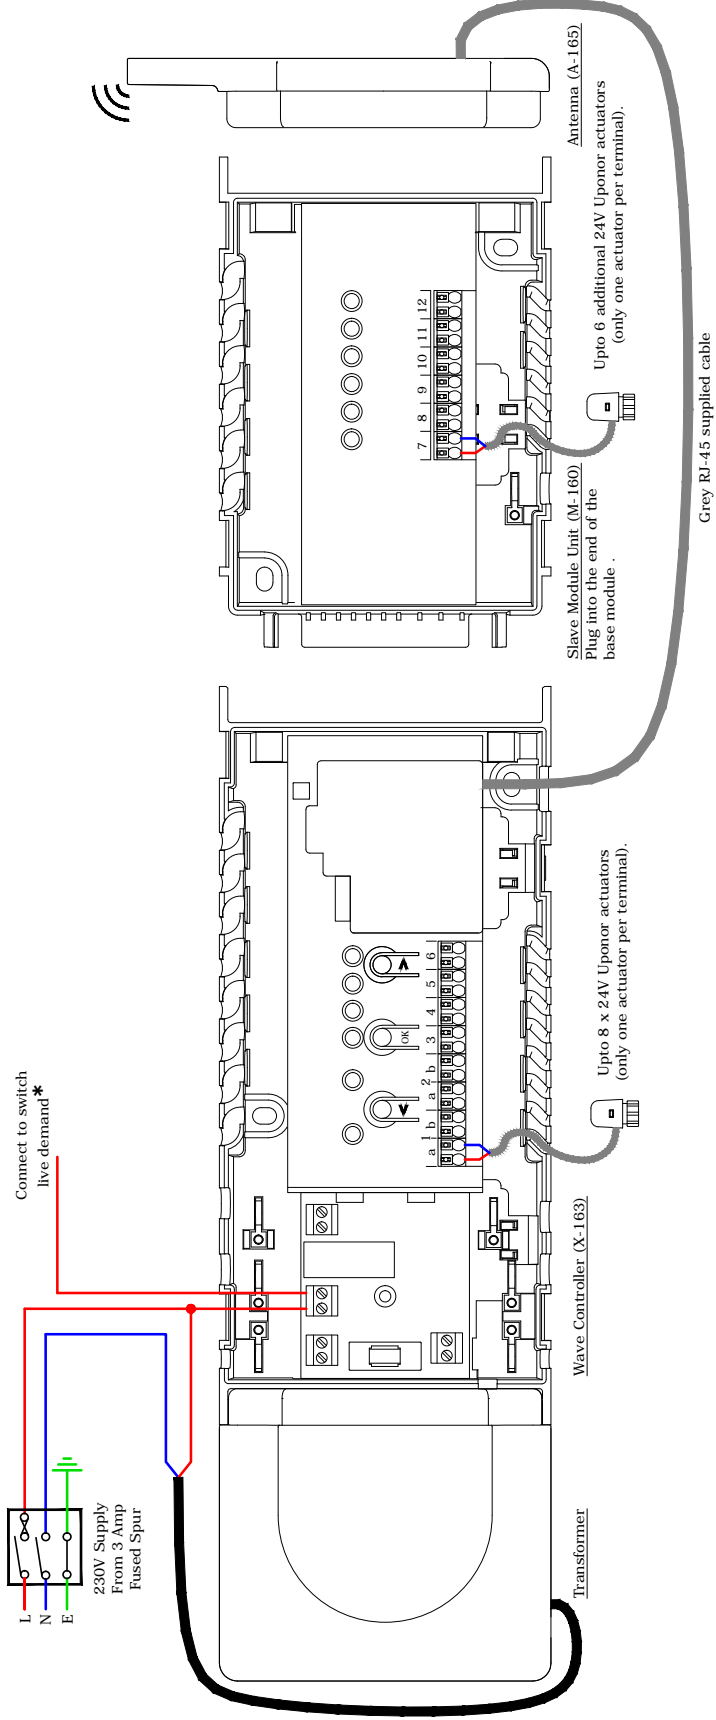 L
N
E
230V Supply
From 3 Amp
Fused Spur
Connect to switch
live demand*
Transformer
Wave Controller (X-163)
a 1 b a 2 b 3 4 5 6
OK
< >
Upto 8 x 24V Uponor actuators
(only one actuator per terminal).
Slave Module Unit (M-160)
Plug into the end of the
base module .
7 8 9 10 11 12
Upto 6 additional 24V Uponor actuators
(only one actuator per terminal).
Antenna (A-165)
Grey RJ-45 supplied cable